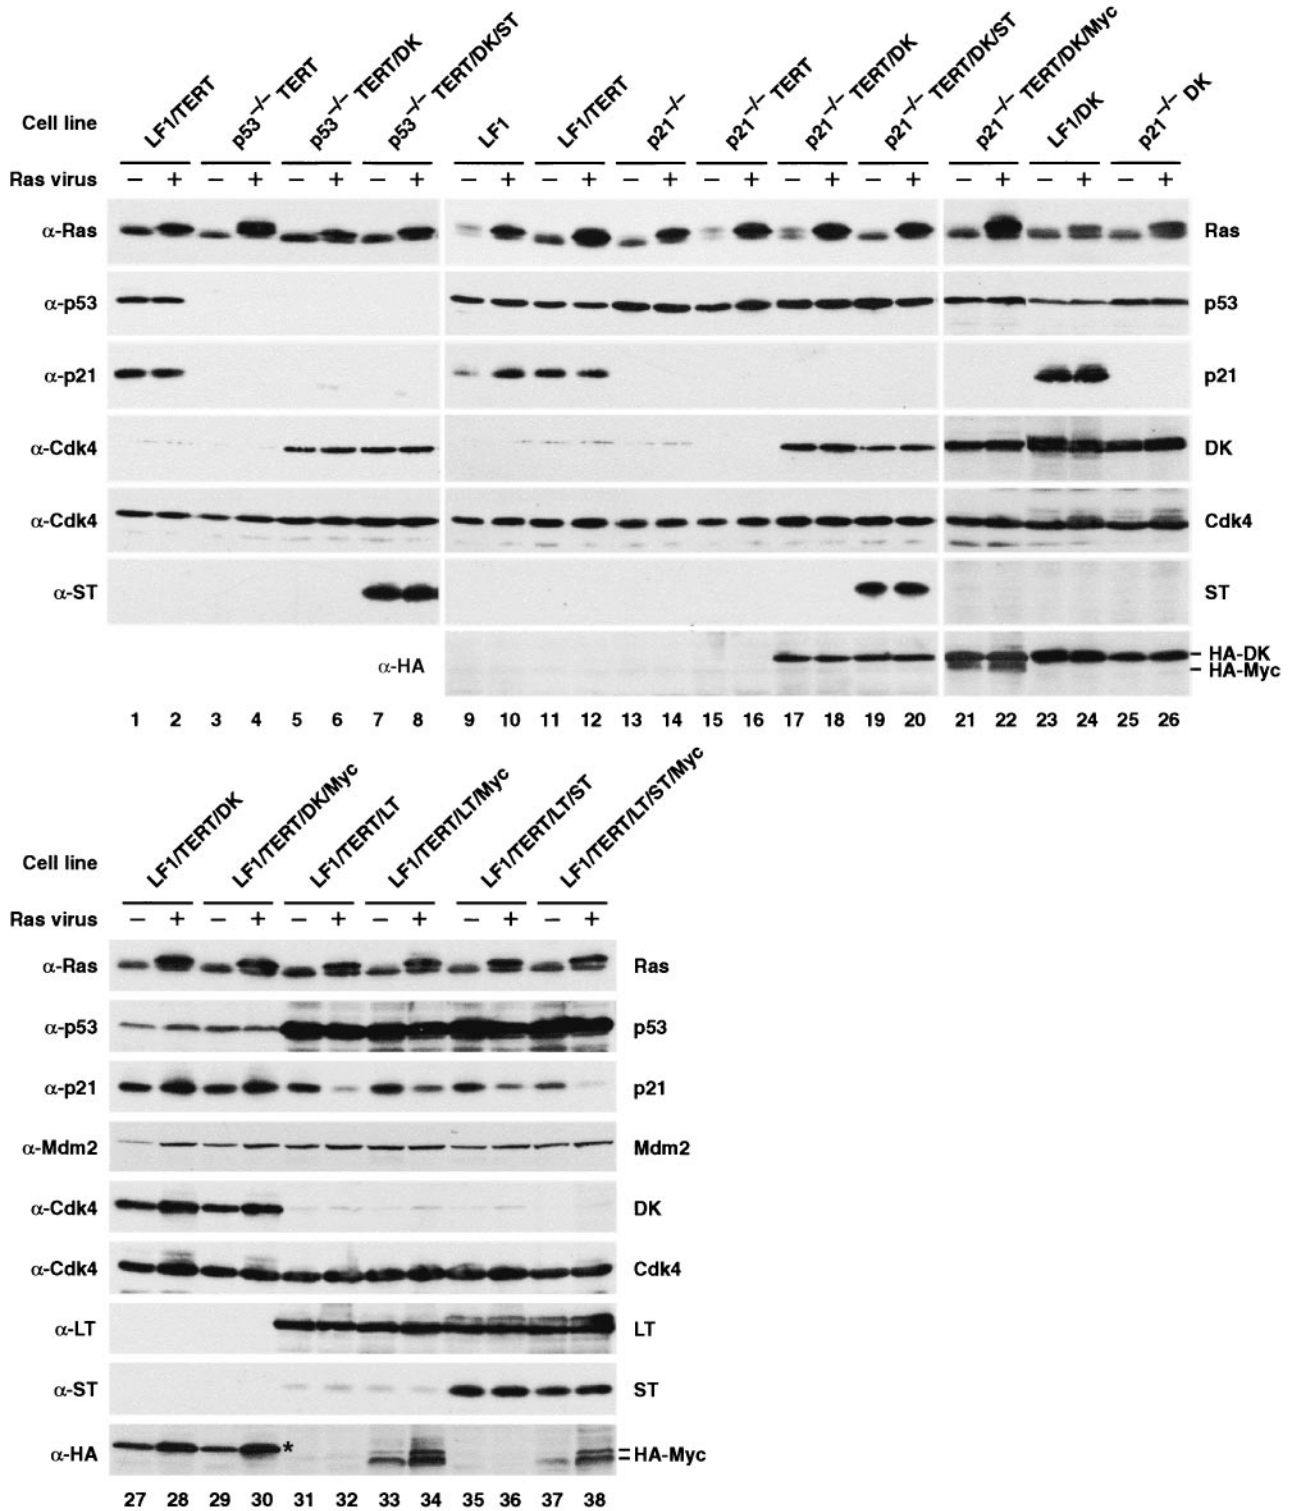 LF1/TERT p53-/- TERT p53-/- TERT/DK p53-/- TERT/DK/ST LF1 LF1/TERT p21-/- p21-/- TERT p21-/- TERT/DK p21-/- TERT/DK/ST p21-/- TERT/DK/Myc LF1/DK p21-/- DK
Cell line
Ras virus − + − + − + − + − + − + − + − + − + − + − + − + − +
α-Ras Ras
α-p53 p53
α-p21 p21
α-Cdk4 DK
α-Cdk4 Cdk4
α-ST ST
α-HA HA-DK
HA-Myc
1 2 3 4 5 6 7 8 9 10 11 12 13 14 15 16 17 18 19 20 21 22 23 24 25 26
LF1/TERT/DK LF1/TERT/DK/Myc LF1/TERT/LT LF1/TERT/LT/Myc LF1/TERT/LT/ST LF1/TERT/LT/ST/Myc
Cell line
Ras virus − + − + − + − + − + − +
α-Ras Ras
α-p53 p53
α-p21 p21
α-Mdm2 Mdm2
α-Cdk4 DK
α-Cdk4 Cdk4
α-LT LT
α-ST ST
α-HA * HA-Myc
27 28 29 30 31 32 33 34 35 36 37 38